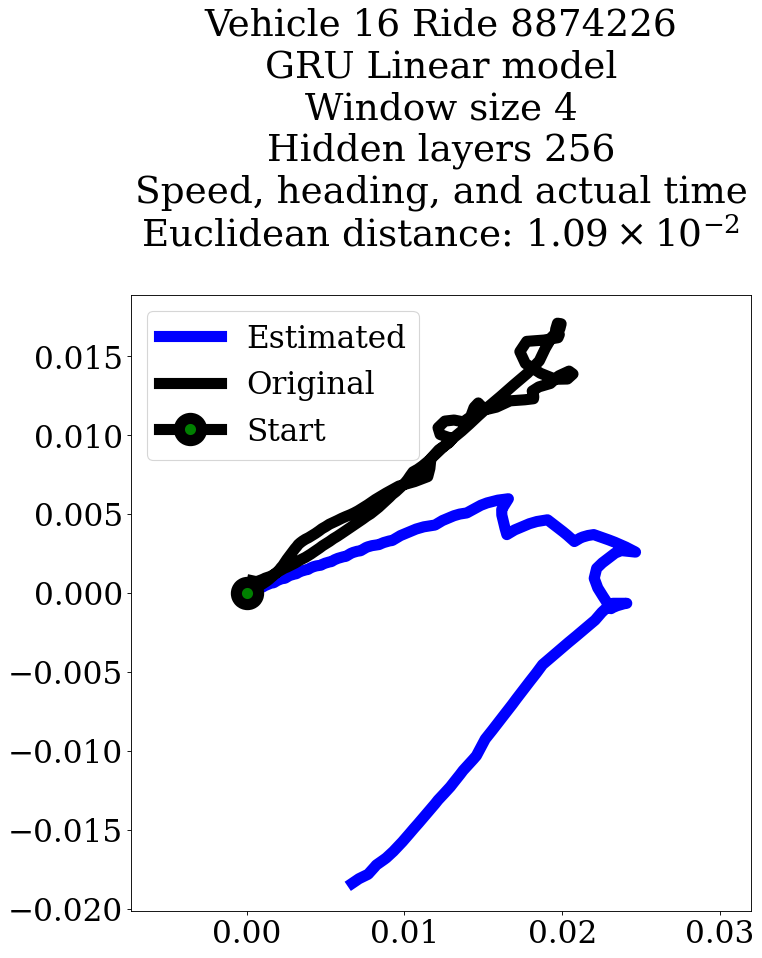 Vehicle 16 Ride 8874226
GRU Linear model
Window size 4
Hidden layers 256
Speed, heading, and actual time
Euclidean distance: 1.09 × 10⁻²
Estimated
Original
Start
0.015
0.010
0.005
0.000
−0.005
−0.010
−0.015
−0.020
0.00 0.01 0.02 0.03